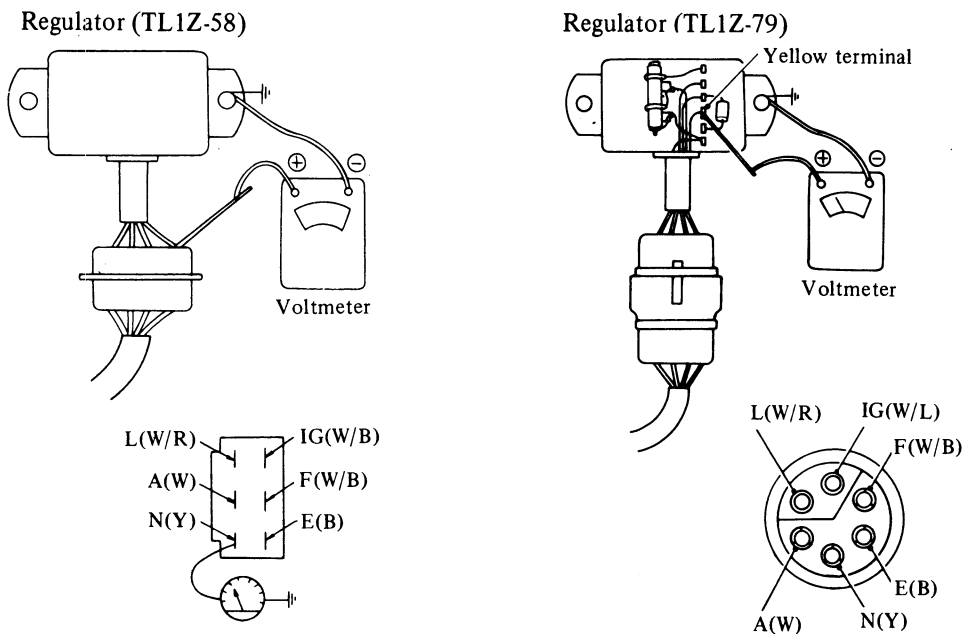 Regulator (TL1Z-58)
⊕
⊖
Voltmeter
L(W/R)
IG(W/B)
A(W)
F(W/B)
N(Y)
E(B)
Regulator (TL1Z-79)
Yellow terminal
⊕
⊖
Voltmeter
L(W/R)
IG(W/L)
F(W/B)
E(B)
A(W)
N(Y)